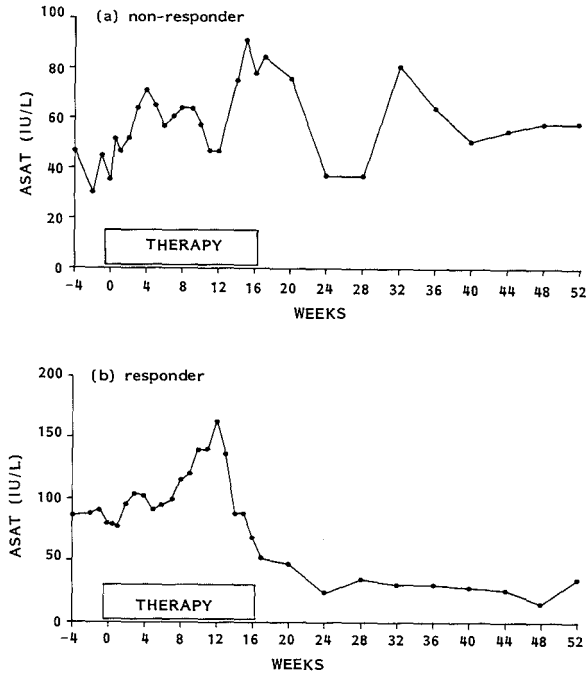 (a) non-responder
100
80
60
40
20
0
ASAT (IU/L)
THERAPY
-4 0 4 8 12 16 20 24 28 32 36 40 44 48 52
WEEKS
(b) responder
200
150
100
50
0
ASAT (IU/L)
THERAPY
-4 0 4 8 12 16 20 24 28 32 36 40 44 48 52
WEEKS